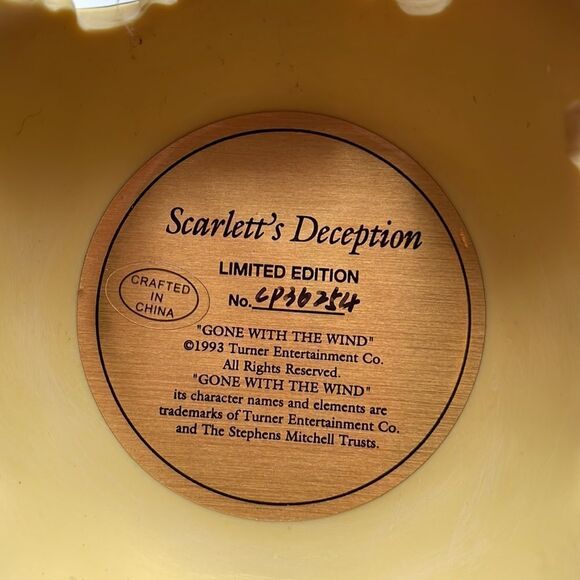 Scarlett's Deception
LIMITED EDITION
No. CP36254
CRAFTED
IN
CHINA
"GONE WITH THE WIND"
©1993 Turner Entertainment Co.
All Rights Reserved.
"GONE WITH THE WIND"
its character names and elements are
trademarks of Turner Entertainment Co.
and The Stephens Mitchell Trusts.